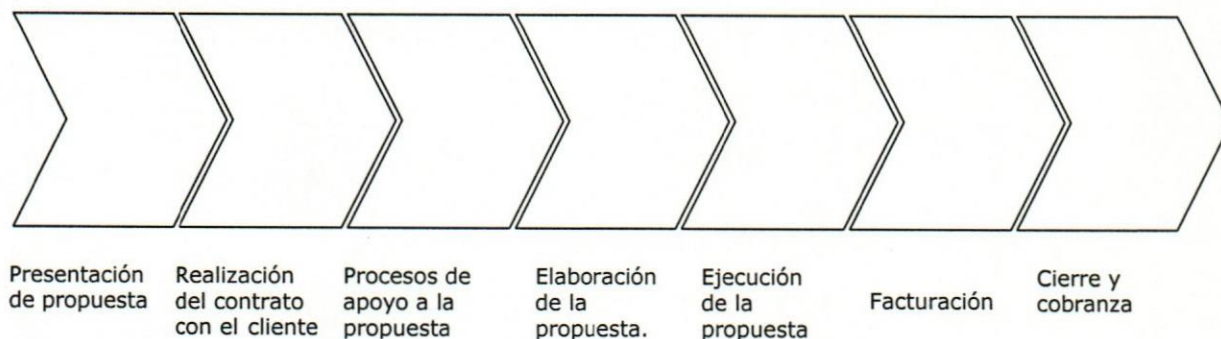 Presentación
de propuesta
Realización
del contrato
con el cliente
Procesos de
apoyo a la
propuesta
Elaboración
de la
propuesta.
Ejecución
de la
propuesta
Facturación
Cierre y
cobranza